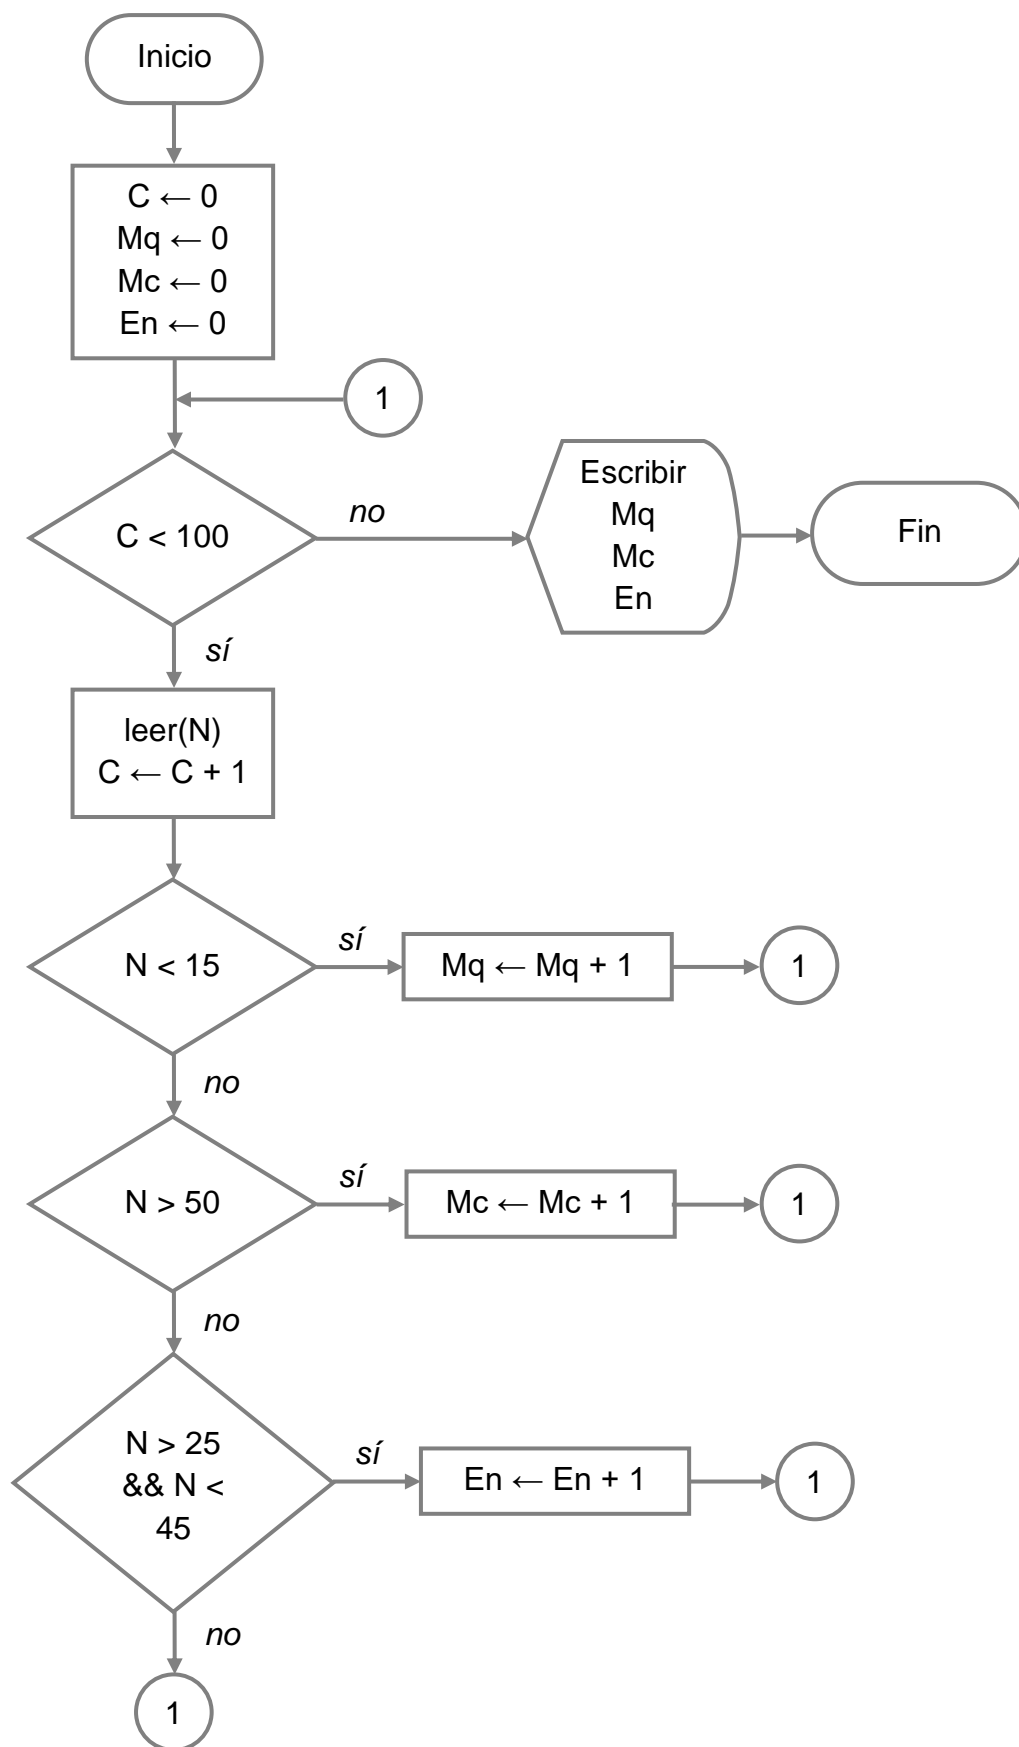 Inicio
C ← 0
Mq ← 0
Mc ← 0
En ← 0
1
C < 100
no
Escribir
Mq
Mc
En
Fin
sí
leer(N)
C ← C + 1
N < 15
sí
Mq ← Mq + 1
1
no
N > 50
sí
Mc ← Mc + 1
1
no
N > 25
&& N <
45
sí
En ← En + 1
1
no
1